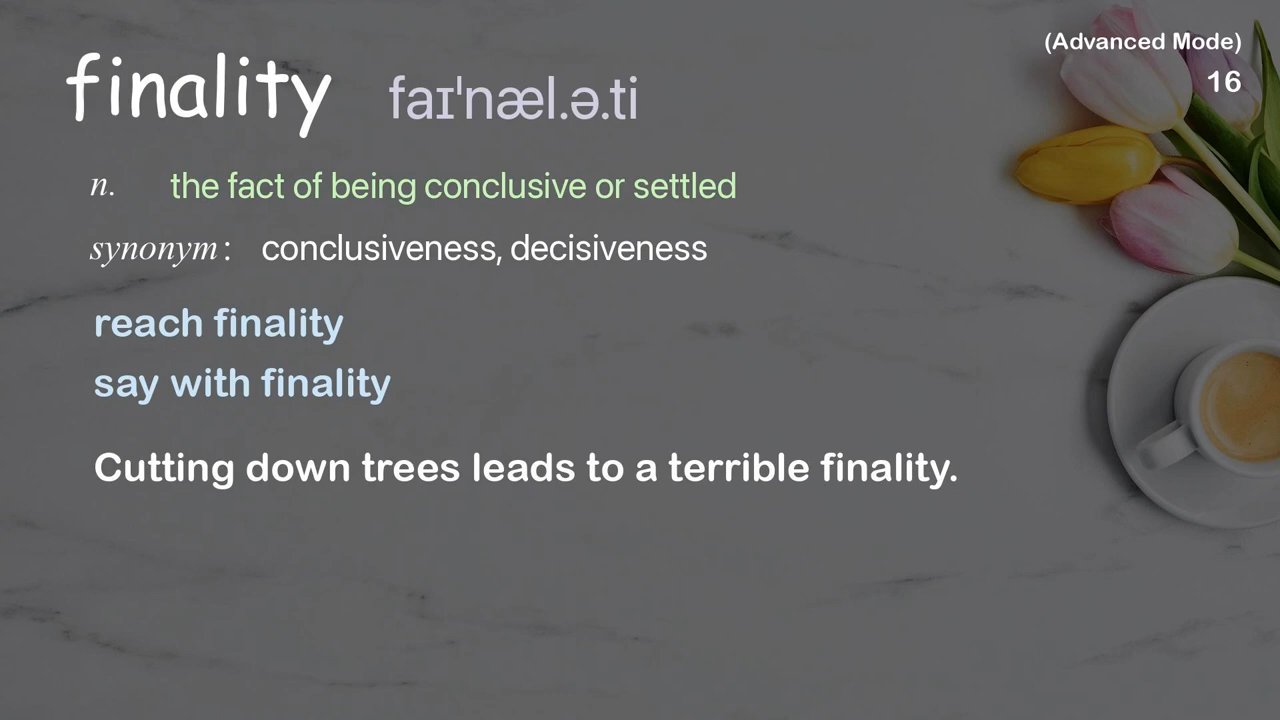 (Advanced Mode)
16
finality faɪˈnæl.ə.ti
n. the fact of being conclusive or settled
synonym: conclusiveness, decisiveness
reach finality
say with finality
Cutting down trees leads to a terrible finality.